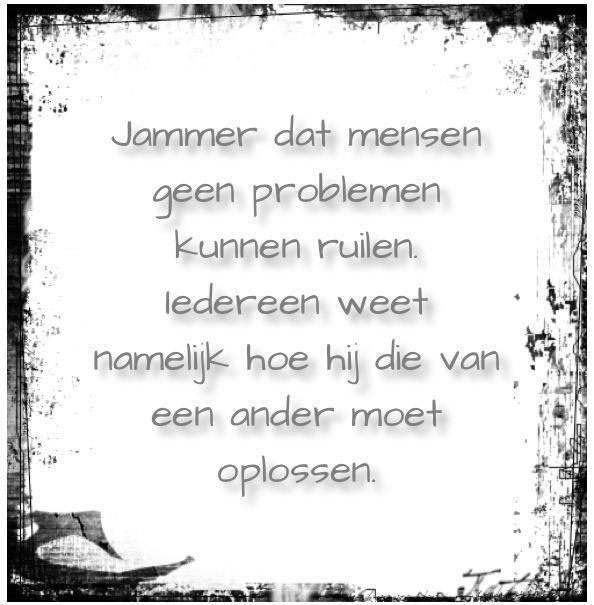 Jammer dat mensen
geen problemen
kunnen ruilen.
Iedereen weet
namelijk hoe hij die van
een ander moet
oplossen.